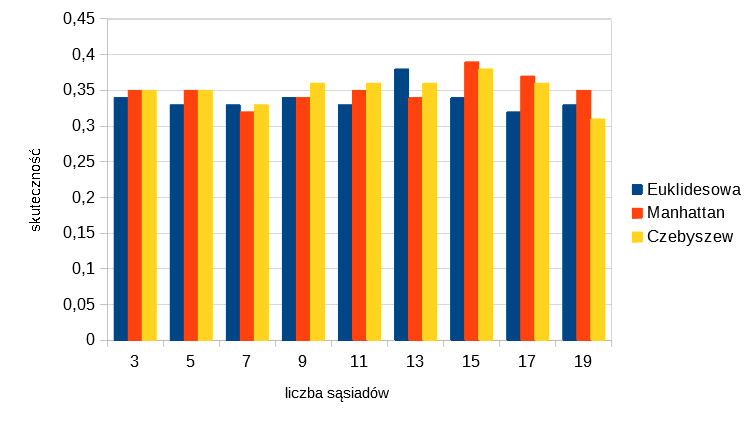 0,45
0,4
0,35
0,3
0,25
0,2
0,15
0,1
0,05
0
skuteczność
3 5 7 9 11 13 15 17 19
liczba sąsiadów
Euklidesowa
Manhattan
Czebyszew